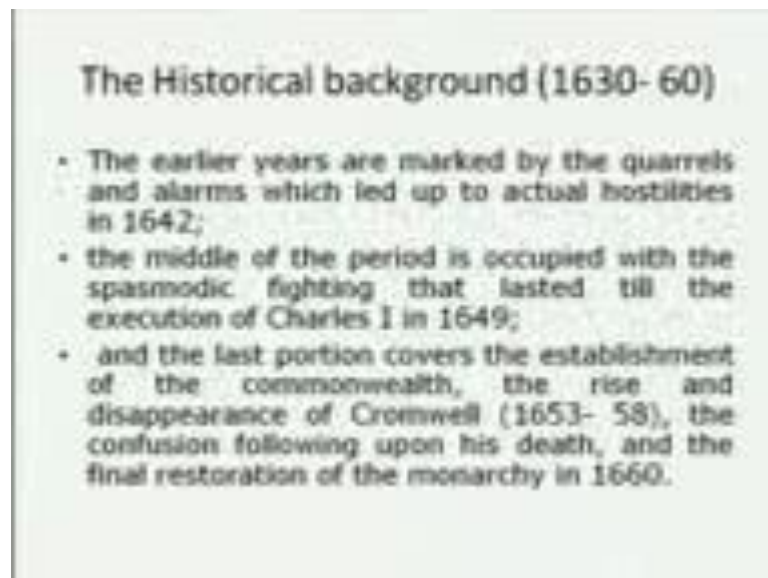 The Historical background (1630- 60)
• The earlier years are marked by the quarrels
and alarms which led up to actual hostilities
in 1642;
• the middle of the period is occupied with the
spasmodic fighting that lasted till the
execution of Charles I in 1649;
• and the last portion covers the establishment
of the commonwealth, the rise and
disappearance of Cromwell (1653- 58), the
confusion following upon his death, and the
final restoration of the monarchy in 1660.